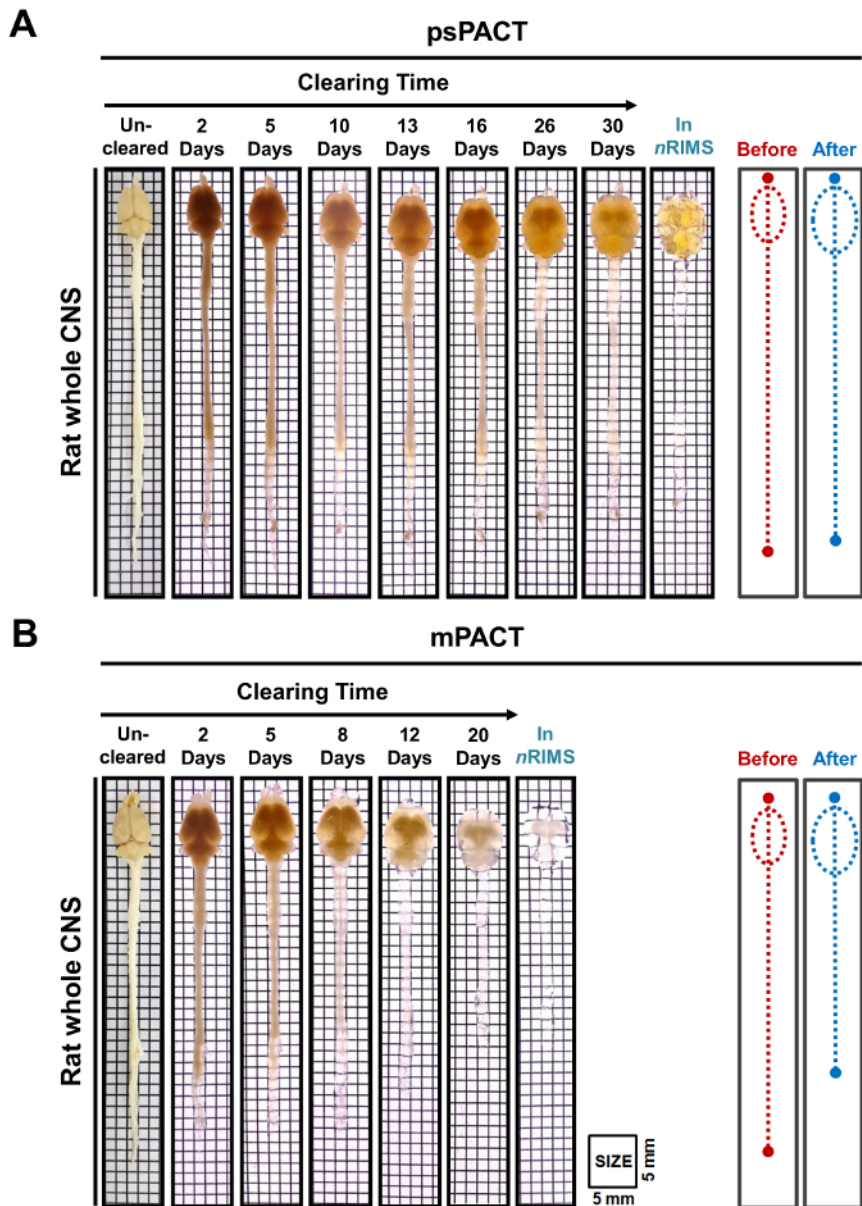 A
psPACT
Clearing Time
Un-
cleared
2
Days
5
Days
10
Days
13
Days
16
Days
26
Days
30
Days
In
nRIMS
Before
After
Rat whole CNS
B
mPACT
Clearing Time
Un-
cleared
2
Days
5
Days
8
Days
12
Days
20
Days
In
nRIMS
Before
After
Rat whole CNS
SIZE
5 mm
5 mm